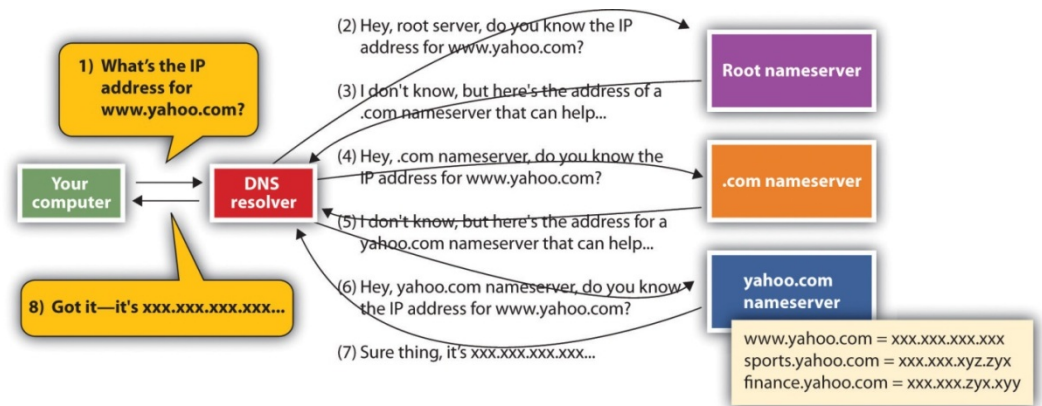 1) What's the IP
address for
www.yahoo.com?
Your
computer
DNS
resolver
8) Got it—it's xxx.xxx.xxx.xxx...
(2) Hey, root server, do you know the IP
address for www.yahoo.com?
(3) I don't know, but here's the address of a
.com nameserver that can help...
(4) Hey, .com nameserver, do you know the
IP address for www.yahoo.com?
(5) I don't know, but here's the address for a
yahoo.com nameserver that can help...
(6) Hey, yahoo.com nameserver, do you know
the IP address for www.yahoo.com?
(7) Sure thing, it's xxx.xxx.xxx.xxx...
Root nameserver
.com nameserver
yahoo.com
nameserver
www.yahoo.com = xxx.xxx.xxx.xxx
sports.yahoo.com = xxx.xxx.xyz.zyx
finance.yahoo.com = xxx.xxx.zyx.xyy